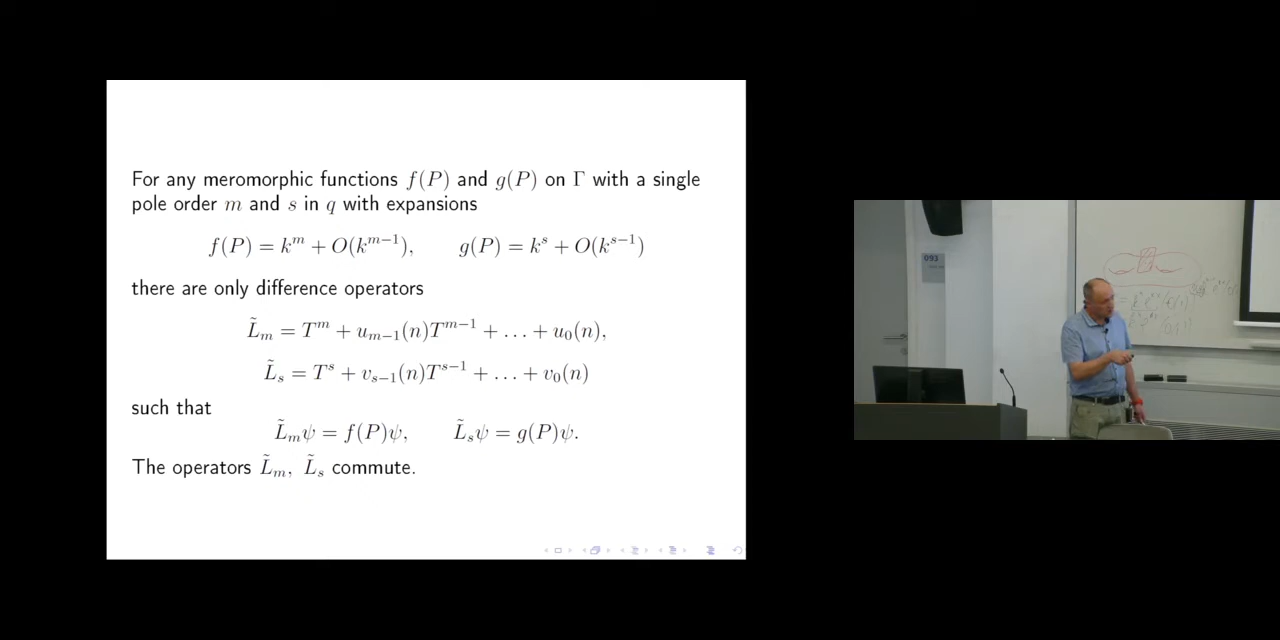 For any meromorphic functions f(P) and g(P) on Γ with a single
pole order m and s in q with expansions
f(P) = k^m + O(k^{m−1}),  g(P) = k^s + O(k^{s−1})
there are only difference operators
L̃_m = T^m + u_{m−1}(n)T^{m−1} + … + u_0(n),
L̃_s = T^s + v_{s−1}(n)T^{s−1} + … + v_0(n)
such that
L̃_mψ = f(P)ψ,  L̃_sψ = g(P)ψ.
The operators L̃_m, L̃_s commute.
093